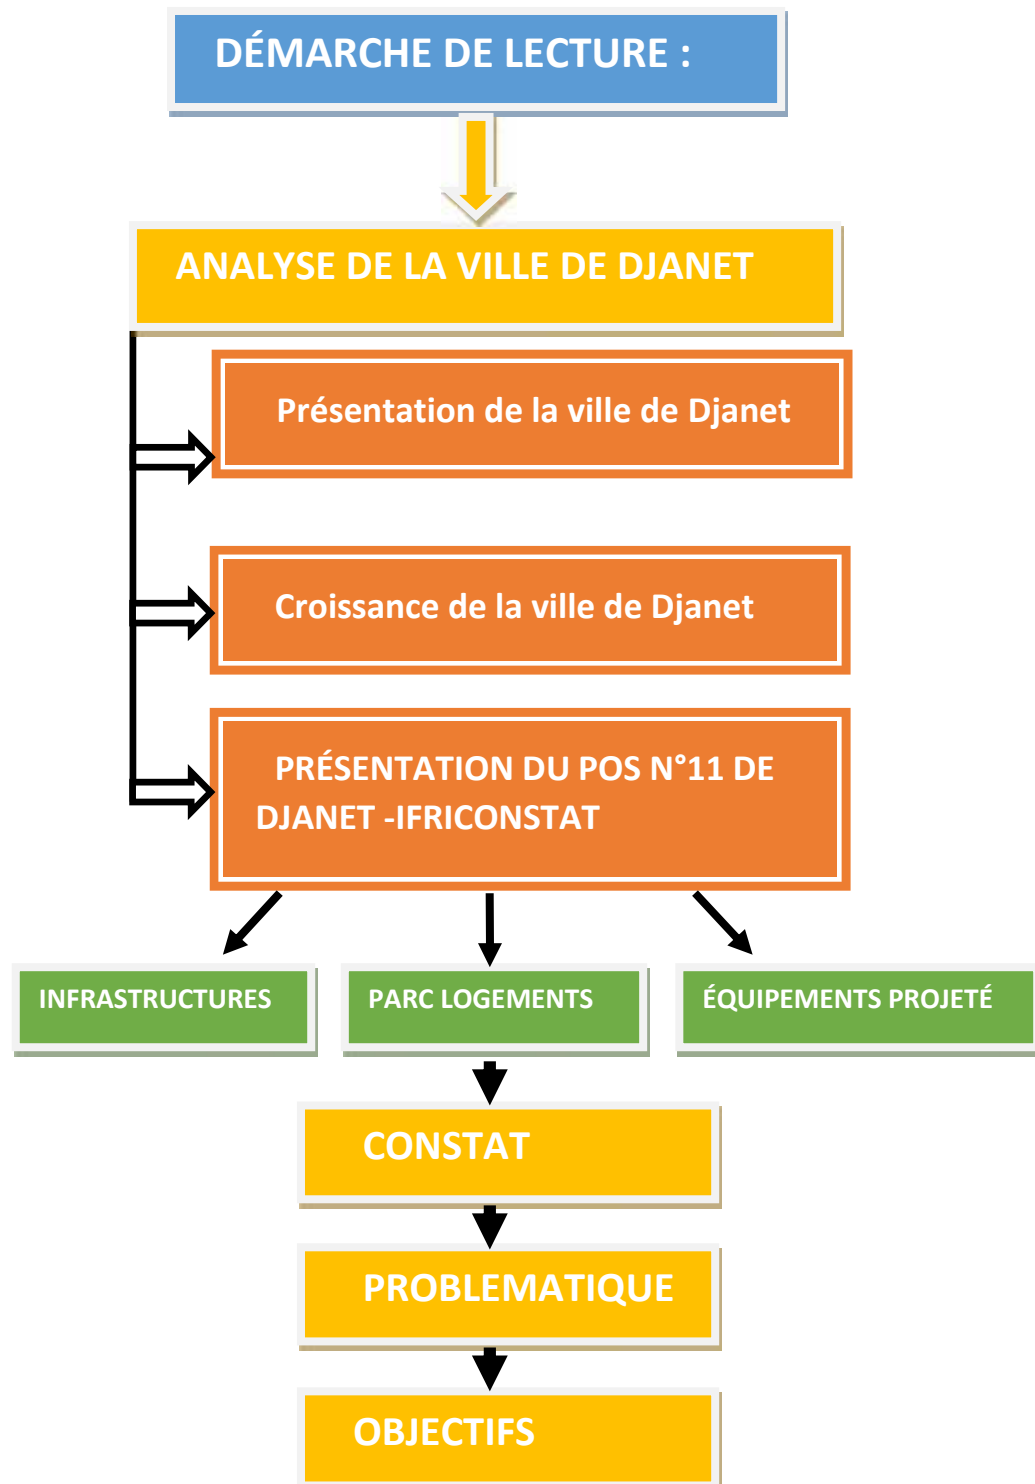 DÉMARCHE DE LECTURE :
ANALYSE DE LA VILLE DE DJANET
Présentation de la ville de Djanet
Croissance de la ville de Djanet
PRÉSENTATION DU POS N°11 DE
DJANET -IFRICONSTAT
INFRASTRUCTURES
PARC LOGEMENTS
ÉQUIPEMENTS PROJETÉ
CONSTAT
PROBLEMATIQUE
OBJECTIFS